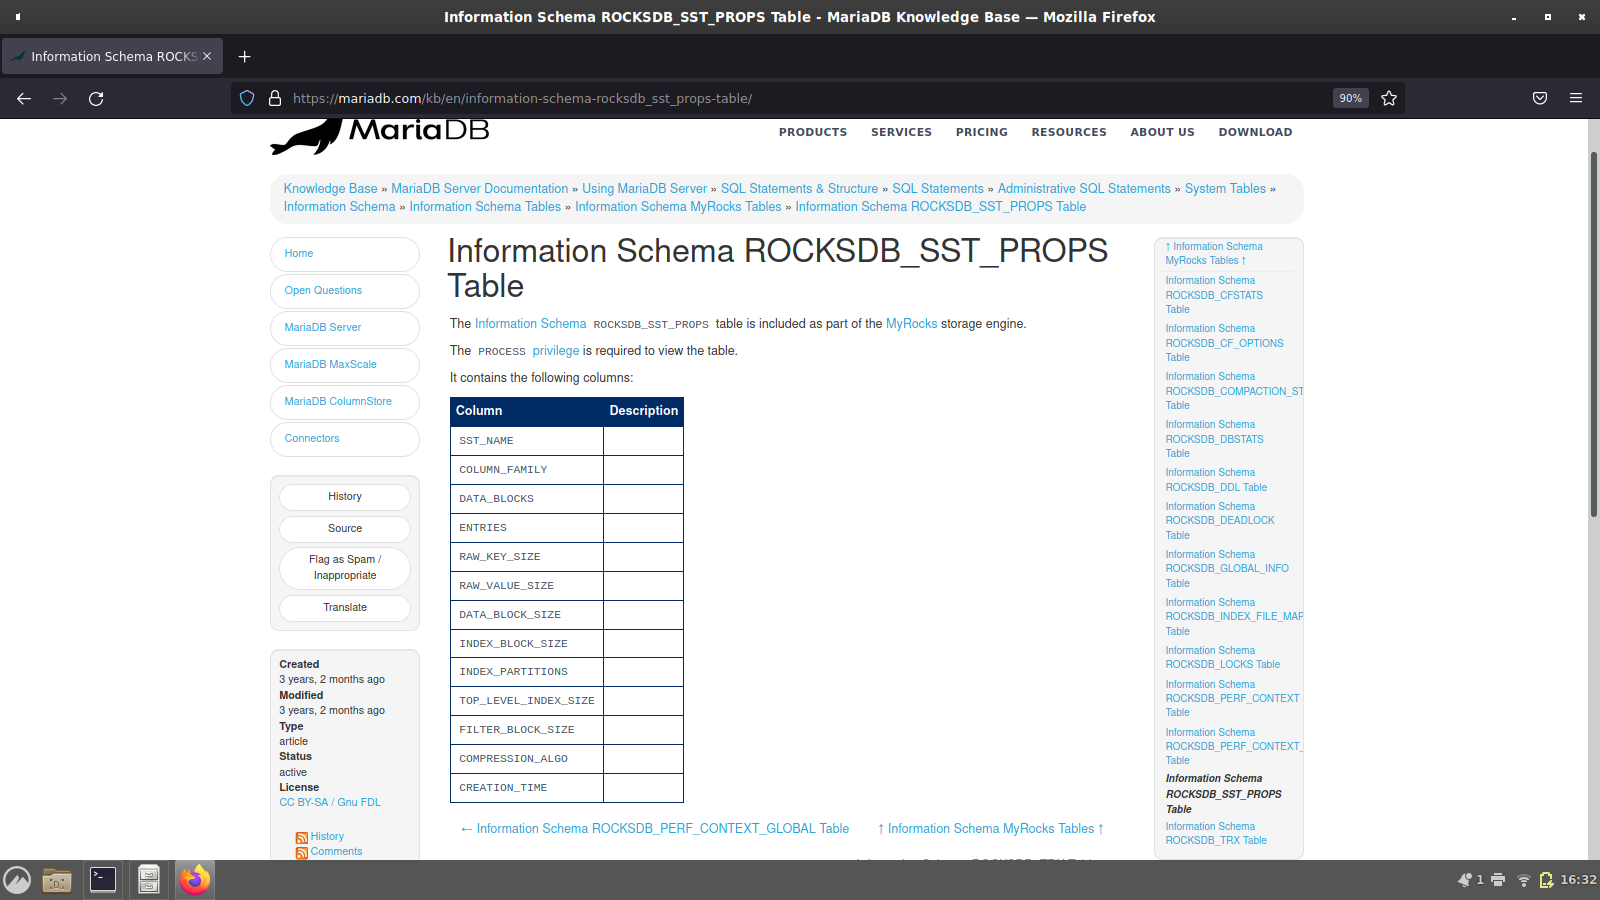 Information Schema ROCKSDB_SST_PROPS Table - MariaDB Knowledge Base — Mozilla Firefox
Information Schema ROCKS
https://mariadb.com/kb/en/information-schema-rocksdb_sst_props-table/
90%
MariaDB
PRODUCTS SERVICES PRICING RESOURCES ABOUT US DOWNLOAD
Knowledge Base » MariaDB Server Documentation » Using MariaDB Server » SQL Statements & Structure » SQL Statements » Administrative SQL Statements » System Tables »
Information Schema » Information Schema Tables » Information Schema MyRocks Tables » Information Schema ROCKSDB_SST_PROPS Table
Home
Open Questions
MariaDB Server
MariaDB MaxScale
MariaDB ColumnStore
Connectors
History
Source
Flag as Spam /
Inappropriate
Translate
Created
3 years, 2 months ago
Modified
3 years, 2 months ago
Type
article
Status
active
License
CC BY-SA / Gnu FDL
History
Comments
Information Schema ROCKSDB_SST_PROPS
Table
The Information Schema ROCKSDB_SST_PROPS table is included as part of the MyRocks storage engine.
The PROCESS privilege is required to view the table.
It contains the following columns:
Column Description
SST_NAME
COLUMN_FAMILY
DATA_BLOCKS
ENTRIES
RAW_KEY_SIZE
RAW_VALUE_SIZE
DATA_BLOCK_SIZE
INDEX_BLOCK_SIZE
INDEX_PARTITIONS
TOP_LEVEL_INDEX_SIZE
FILTER_BLOCK_SIZE
COMPRESSION_ALGO
CREATION_TIME
← Information Schema ROCKSDB_PERF_CONTEXT_GLOBAL Table ↑ Information Schema MyRocks Tables ↑
↑ Information Schema
MyRocks Tables ↑
Information Schema
ROCKSDB_CFSTATS
Table
Information Schema
ROCKSDB_CF_OPTIONS
Table
Information Schema
ROCKSDB_COMPACTION_ST
Table
Information Schema
ROCKSDB_DBSTATS
Table
Information Schema
ROCKSDB_DDL Table
Information Schema
ROCKSDB_DEADLOCK
Table
Information Schema
ROCKSDB_GLOBAL_INFO
Table
Information Schema
ROCKSDB_INDEX_FILE_MAP
Table
Information Schema
ROCKSDB_LOCKS Table
Information Schema
ROCKSDB_PERF_CONTEXT
Table
Information Schema
ROCKSDB_PERF_CONTEXT_
Table
Information Schema
ROCKSDB_SST_PROPS
Table
Information Schema
ROCKSDB_TRX Table
1
16:32